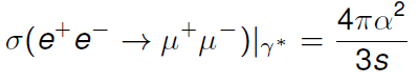 σ(e⁺e⁻ → μ⁺μ⁻)|γ* = 4πα²/3s